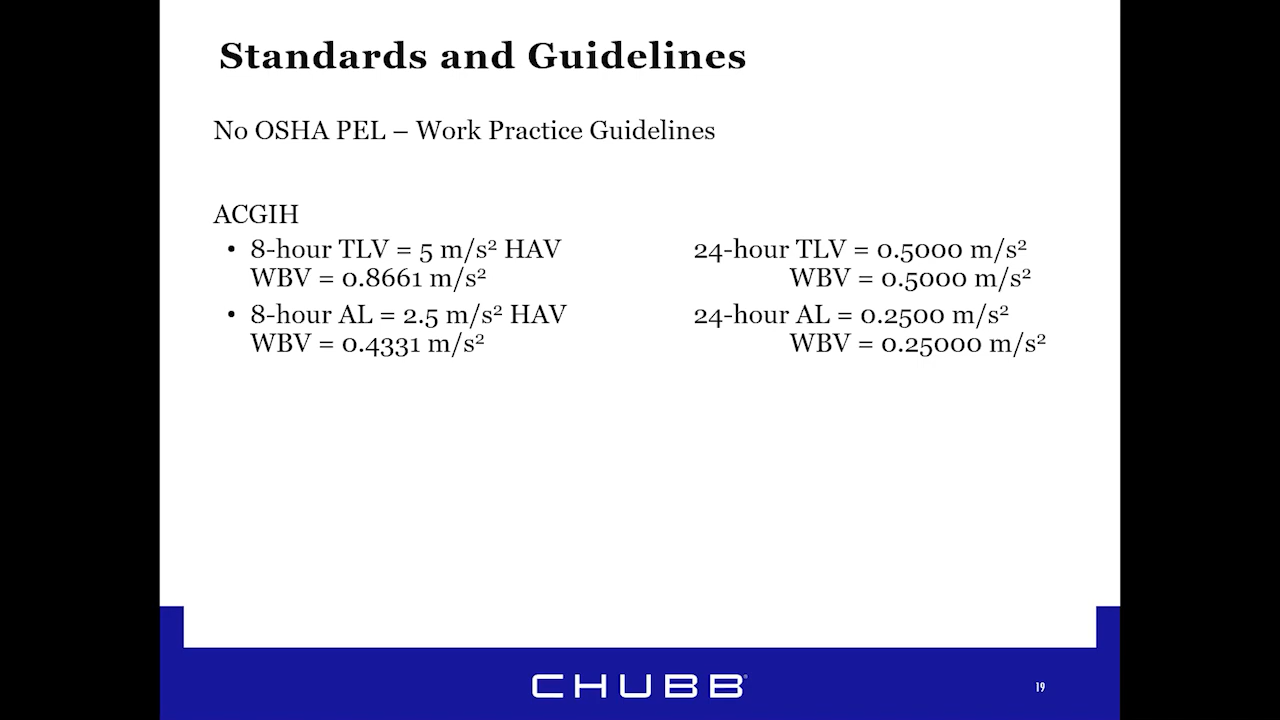 Standards and Guidelines
No OSHA PEL – Work Practice Guidelines
ACGIH
• 8-hour TLV = 5 m/s² HAV
WBV = 0.8661 m/s²
• 8-hour AL = 2.5 m/s² HAV
WBV = 0.4331 m/s²
24-hour TLV = 0.5000 m/s²
WBV = 0.5000 m/s²
24-hour AL = 0.2500 m/s²
WBV = 0.25000 m/s²
CHUBB®
19